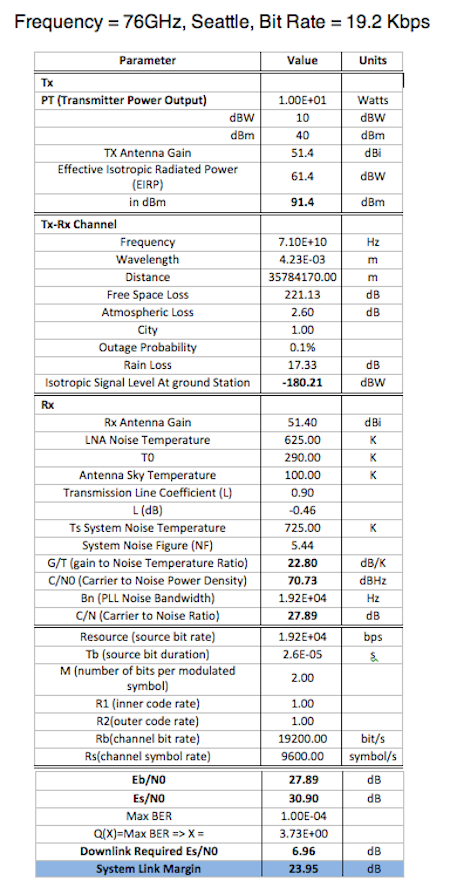 Frequency = 76GHz, Seattle, Bit Rate = 19.2 Kbps
Parameter Value Units
Tx
PT (Transmitter Power Output) 1.00E+01 Watts
dBW 10 dBW
dBm 40 dBm
TX Antenna Gain 51.4 dBi
Effective Isotropic Radiated Power
(EIRP) 61.4 dBW
in dBm 91.4 dBm
Tx-Rx Channel
Frequency 7.10E+10 Hz
Wavelength 4.23E-03 m
Distance 35784170.00 m
Free Space Loss 221.13 dB
Atmospheric Loss 2.60 dB
City 1.00
Outage Probability 0.1%
Rain Loss 17.33 dB
Isotropic Signal Level At ground Station -180.21 dBW
Rx
Rx Antenna Gain 51.40 dBi
LNA Noise Temperature 625.00 K
T0 290.00 K
Antenna Sky Temperature 100.00 K
Transmission Line Coefficient (L) 0.90
L (dB) -0.46
Ts System Noise Temperature 725.00 K
System Noise Figure (NF) 5.44
G/T (gain to Noise Temperature Ratio) 22.80 dB/K
C/N0 (Carrier to Noise Power Density) 70.73 dBHz
Bn (PLL Noise Bandwidth) 1.92E+04 Hz
C/N (Carrier to Noise Ratio) 27.89 dB
Resource (source bit rate) 1.92E+04 bps
Tb (source bit duration) 2.6E-05 s
M (number of bits per modulated
symbol) 2.00
R1 (inner code rate) 1.00
R2(outer code rate) 1.00
Rb(channel bit rate) 19200.00 bit/s
Rs(channel symbol rate) 9600.00 symbol/s
Eb/N0 27.89 dB
Es/N0 30.90 dB
Max BER 1.00E-04
Q(X)=Max BER => X = 3.73E+00
Downlink Required Es/N0 6.96 dB
System Link Margin 23.95 dB